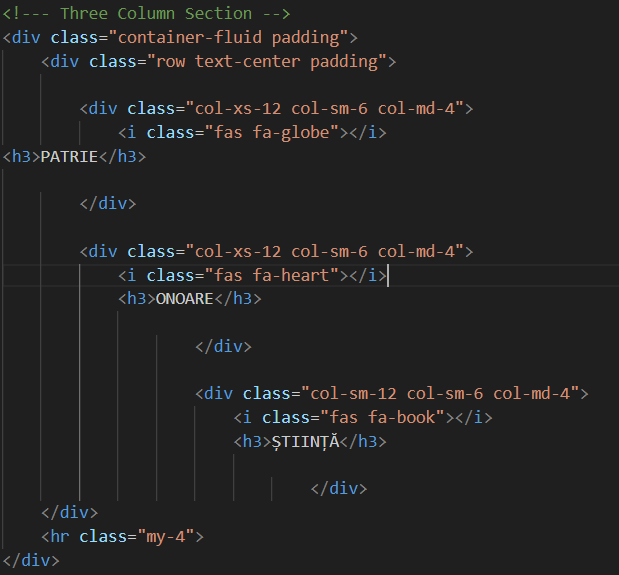 <!--- Three Column Section -->
<div class="container-fluid padding">
<div class="row text-center padding">
<div class="col-xs-12 col-sm-6 col-md-4">
<i class="fas fa-globe"></i>
<h3>PATRIE</h3>
</div>
<div class="col-xs-12 col-sm-6 col-md-4">
<i class="fas fa-heart"></i>
<h3>ONOARE</h3>
</div>
<div class="col-sm-12 col-sm-6 col-md-4">
<i class="fas fa-book"></i>
<h3>ȘTIINȚĂ</h3>
</div>
</div>
<hr class="my-4">
</div>